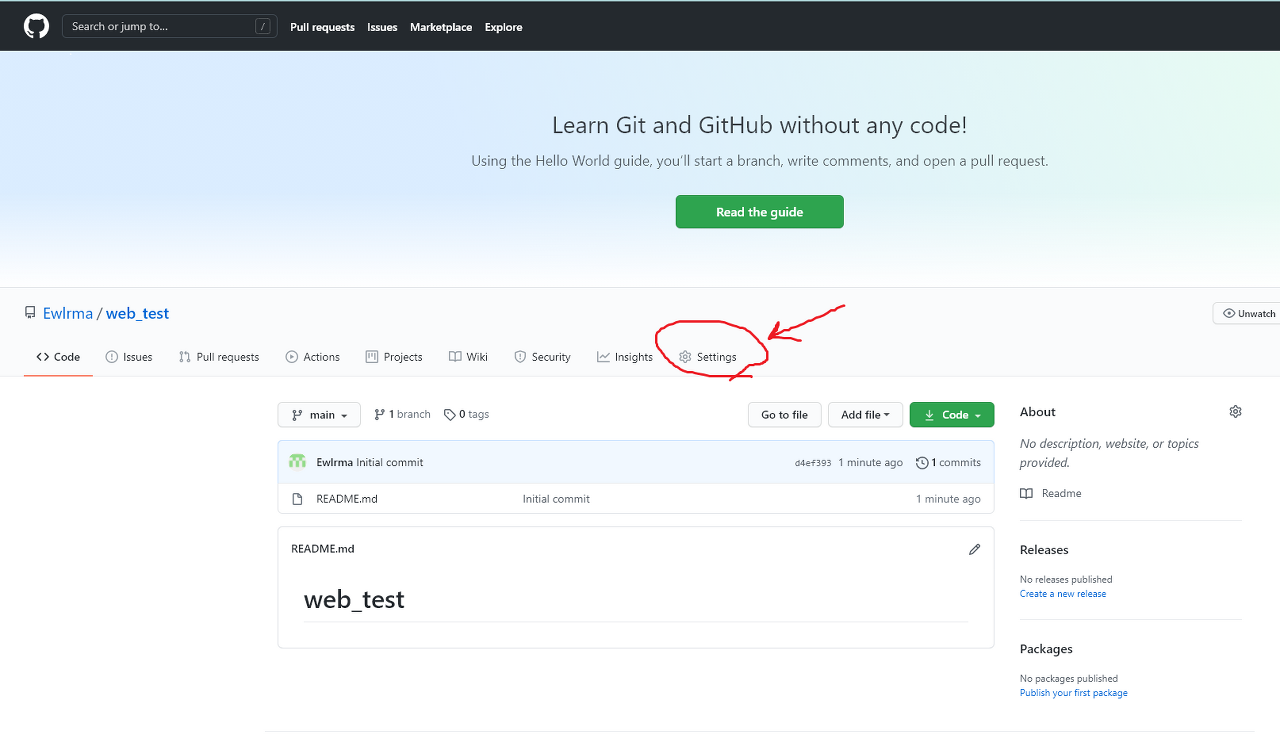 Search or jump to... /
Pull requests Issues Marketplace Explore
Learn Git and GitHub without any code!
Using the Hello World guide, you’ll start a branch, write comments, and open a pull request.
Read the guide
Ewlrma / web_test
Unwatch
Code Issues Pull requests Actions Projects Wiki Security Insights Settings
main 1 branch 0 tags
Go to file Add file Code
Ewlrma Initial commit d4ef393 1 minute ago 1 commits
README.md Initial commit 1 minute ago
README.md
web_test
About
No description, website, or topics
provided.
Readme
Releases
No releases published
Create a new release
Packages
No packages published
Publish your first package